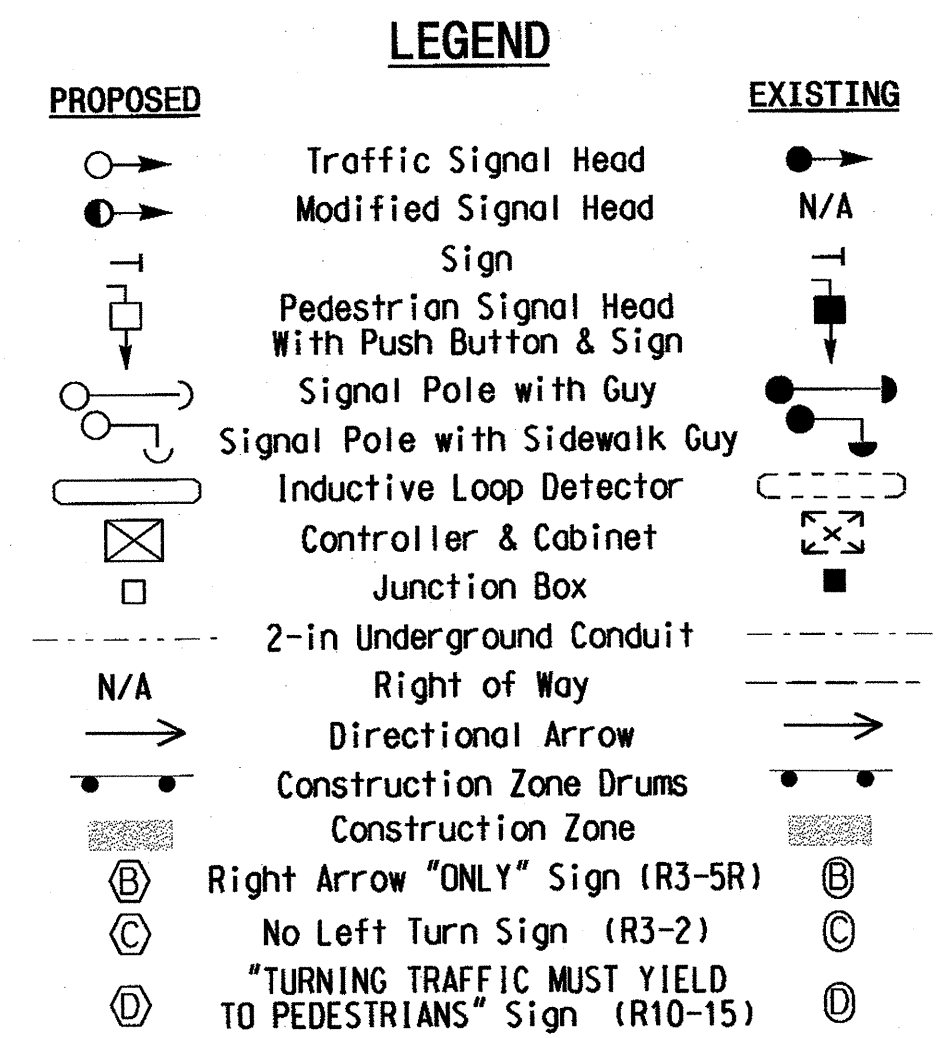 LEGEND
PROPOSED EXISTING
Traffic Signal Head
Modified Signal Head N/A
Sign
Pedestrian Signal Head
With Push Button & Sign
Signal Pole with Guy
Signal Pole with Sidewalk Guy
Inductive Loop Detector
Controller & Cabinet
Junction Box
2-in Underground Conduit
N/A Right of Way
Directional Arrow
Construction Zone Drums
Construction Zone
B Right Arrow "ONLY" Sign (R3-5R) B
C No Left Turn Sign (R3-2) C
"TURNING TRAFFIC MUST YIELD
D TO PEDESTRIANS" Sign (R10-15) D